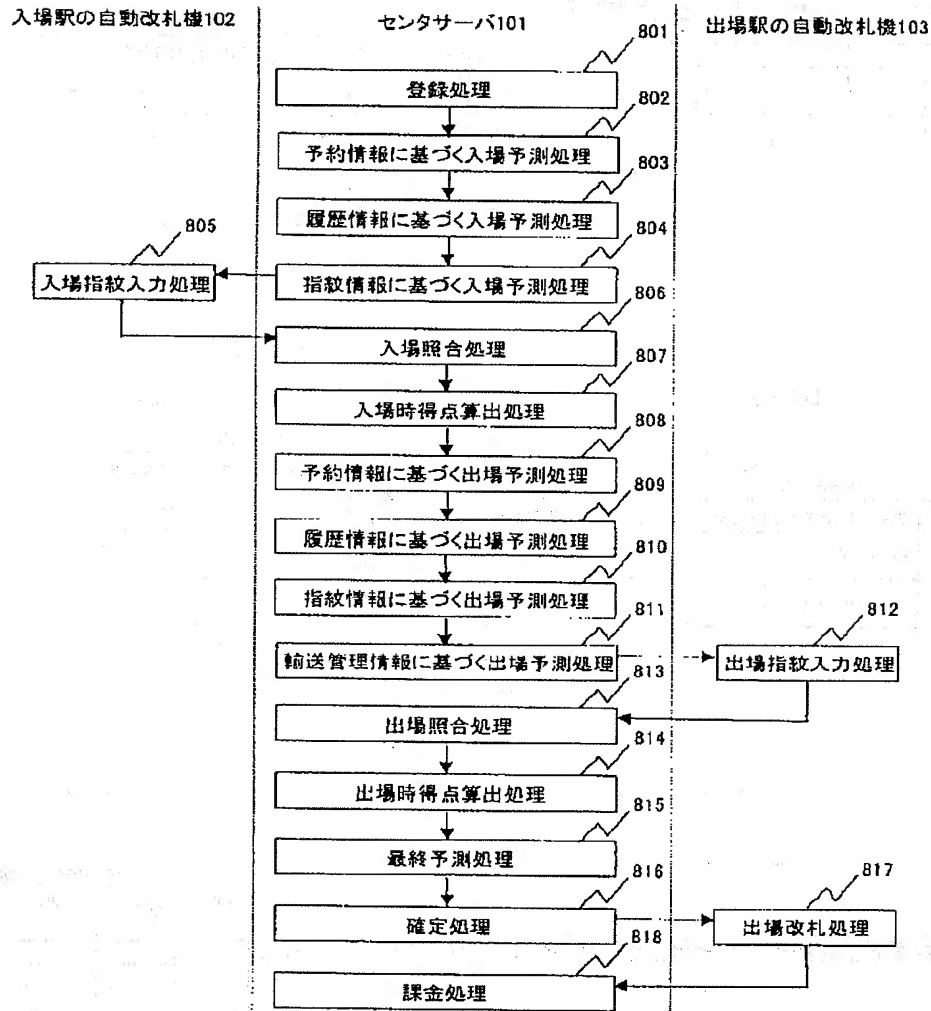 入場駅の自動改札機102
センタサーバ101
出場駅の自動改札機103
801
登録処理
802
予約情報に基づく入場予測処理
803
履歴情報に基づく入場予測処理
804
指紋情報に基づく入場予測処理
805
入場指紋入力処理
806
入場照合処理
807
入場時得点算出処理
808
予約情報に基づく出場予測処理
809
履歴情報に基づく出場予測処理
810
指紋情報に基づく出場予測処理
811
輸送管理情報に基づく出場予測処理
812
出場指紋入力処理
813
出場照合処理
814
出場時得点算出処理
815
最終予測処理
816
確定処理
817
出場改札処理
818
課金処理